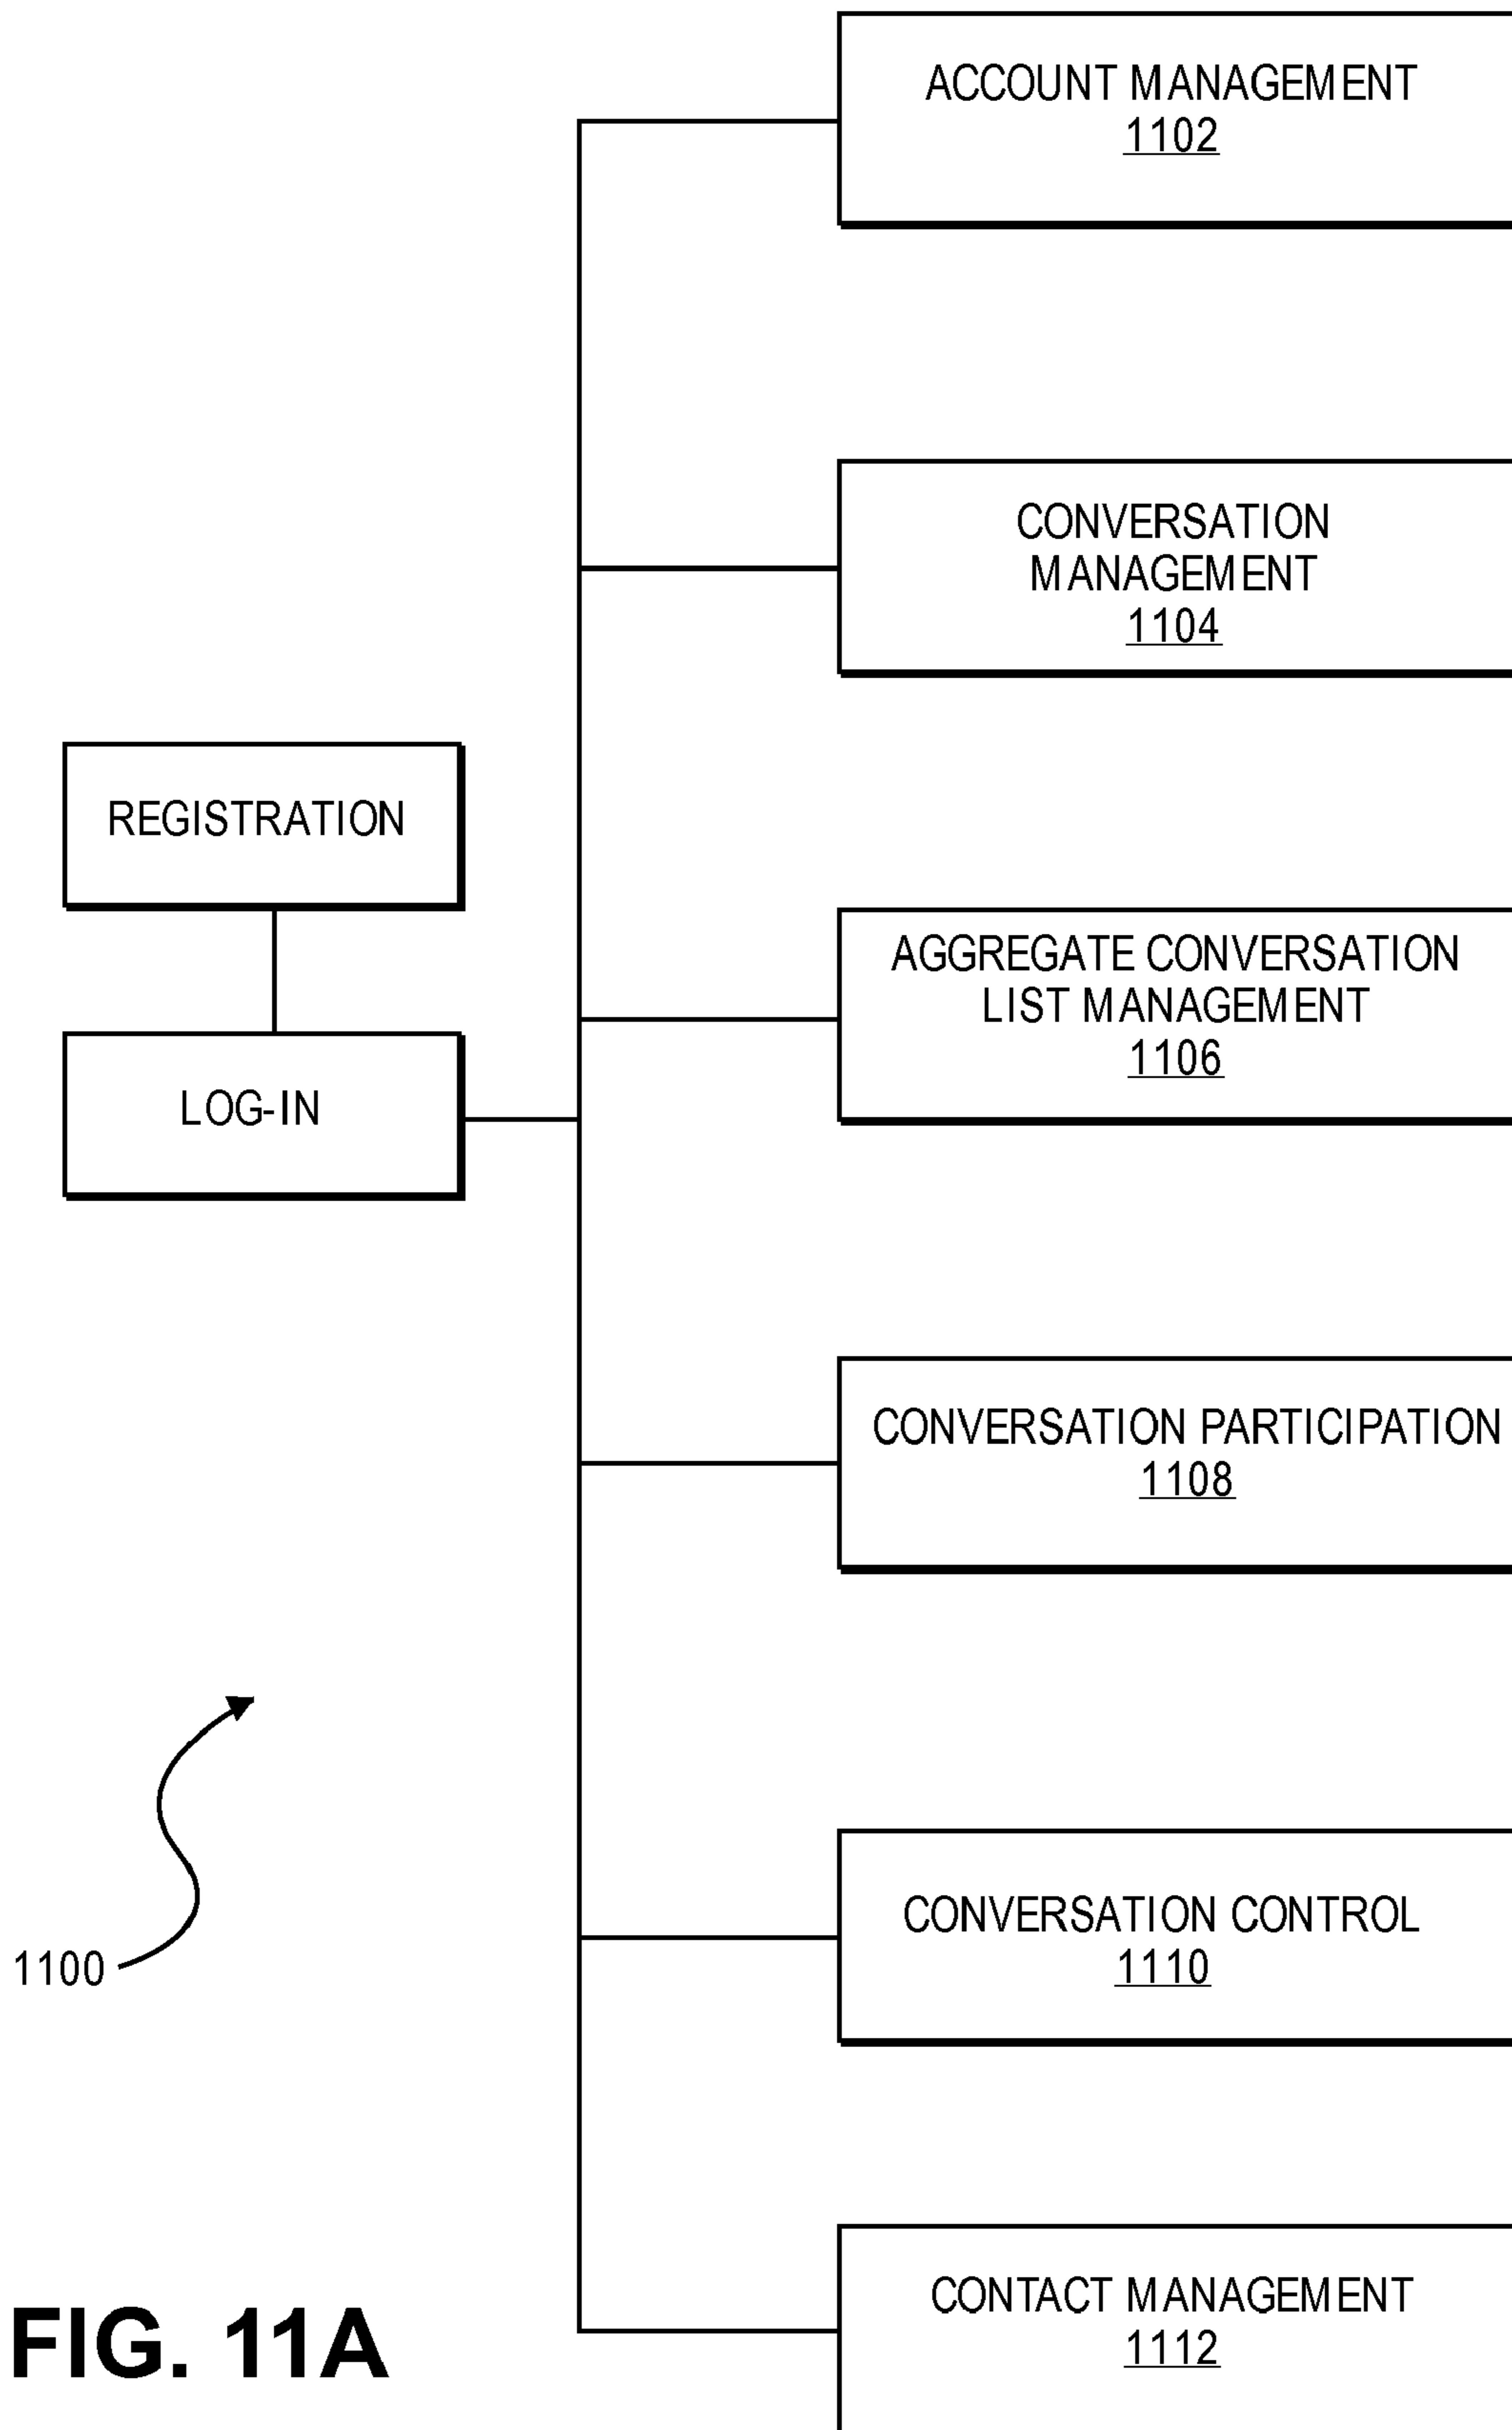 ACCOUNT MANAGEMENT
1102
CONVERSATION
MANAGEMENT
1104
REGISTRATION
AGGREGATE CONVERSATION
LIST MANAGEMENT
1106
LOG-IN
CONVERSATION PARTICIPATION
1108
CONVERSATION CONTROL
1110
1100
CONTACT MANAGEMENT
1112
FIG. 11A